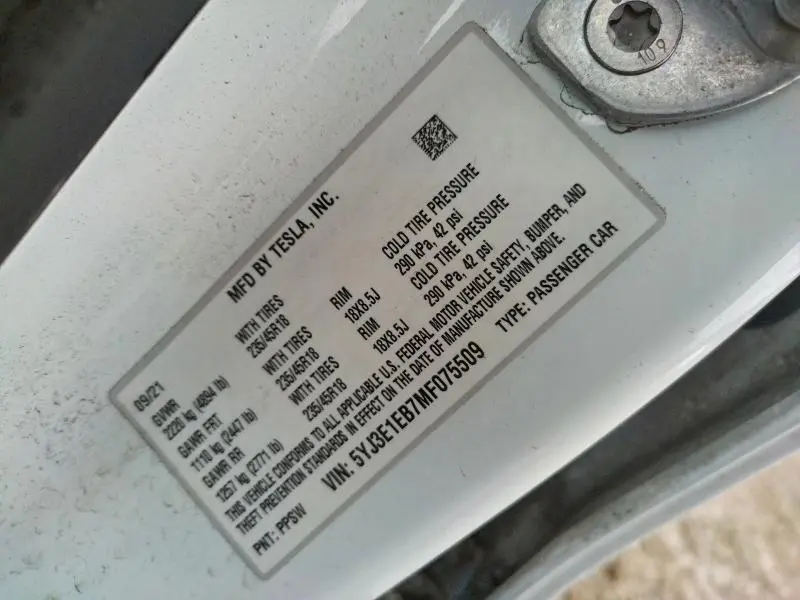 MFD BY TESLA, INC.
09/21
GVWR WITH TIRES RIM COLD TIRE PRESSURE
2220 kg (4894 lb) 235/45R18 18X8.5J 290 kPa, 42 psi
GAWR FRT WITH TIRES RIM COLD TIRE PRESSURE
1110 kg (2447 lb) 235/45R18 18X8.5J 290 kPa, 42 psi
GAWR RR WITH TIRES
1257 kg (2771 lb) 235/45R18
THIS VEHICLE CONFORMS TO ALL APPLICABLE U.S. FEDERAL MOTOR VEHICLE SAFETY, BUMPER, AND
THEFT PREVENTION STANDARDS IN EFFECT ON THE DATE OF MANUFACTURE SHOWN ABOVE.
VIN: 5YJ3E1EB7MF075509 TYPE: PASSENGER CAR
PNT: PPSW
10.9